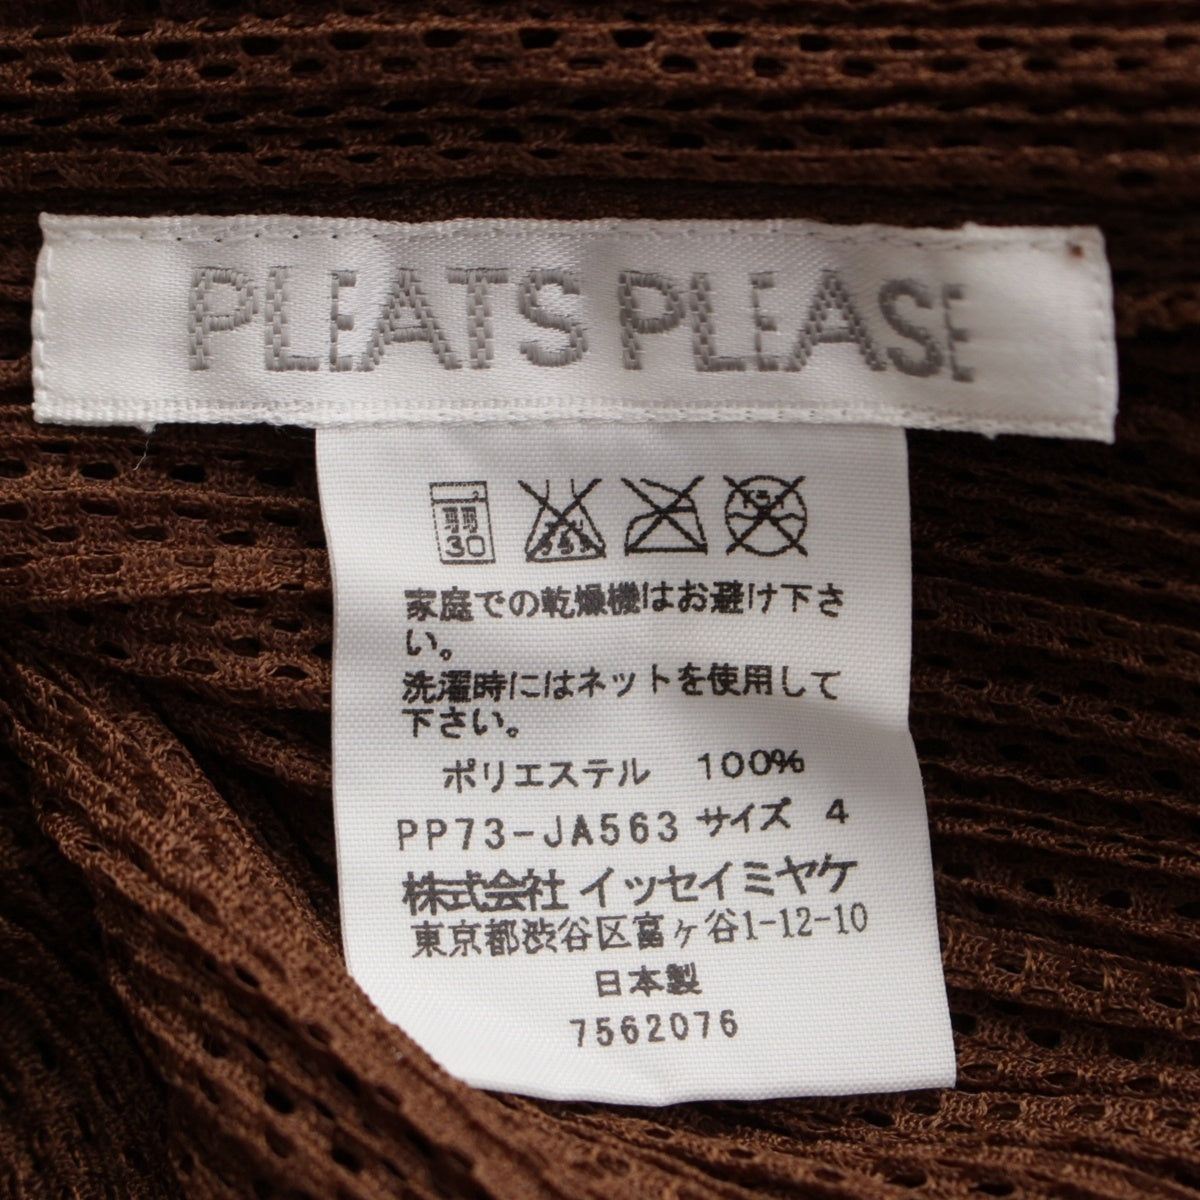 PLEATS PLEASE
弱
30
家庭での乾燥機はお避け下さ
い。
洗濯時にはネットを使用して
下さい。
ポリエステル 100%
PP73-JA563 サイズ 4
株式会社 イッセイミヤケ
東京都渋谷区富ヶ谷1-12-10
日本製
7562076